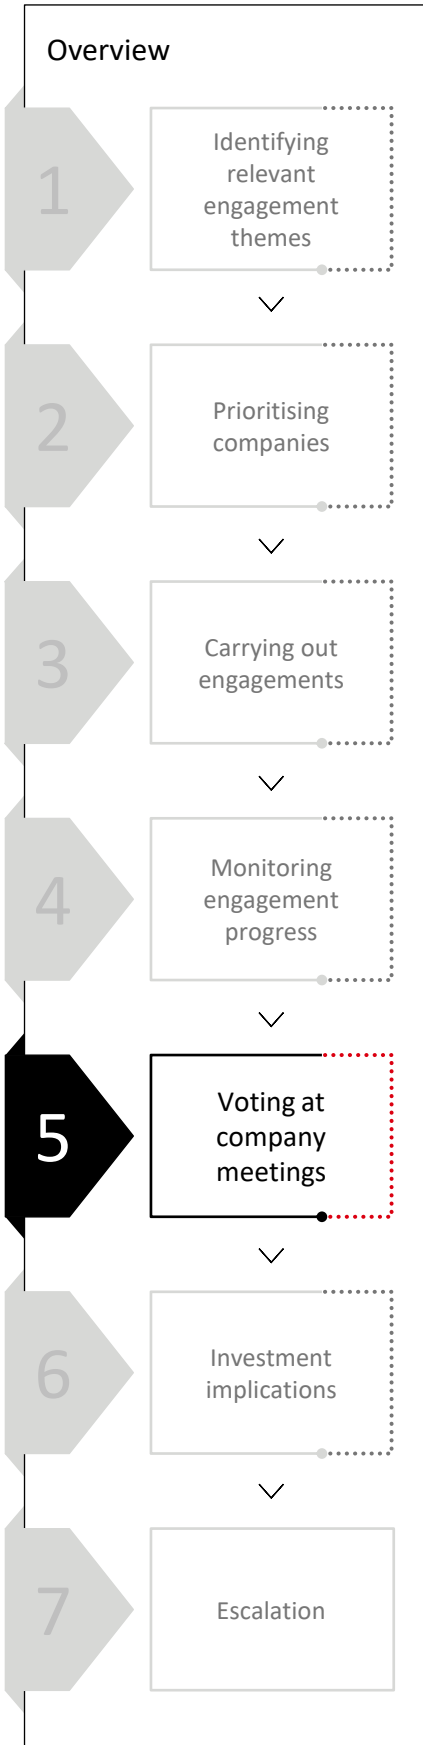 Overview
1
Identifying
relevant
engagement
themes
2
Prioritising
companies
3
Carrying out
engagements
4
Monitoring
engagement
progress
5
Voting at
company
meetings
6
Investment
implications
7
Escalation